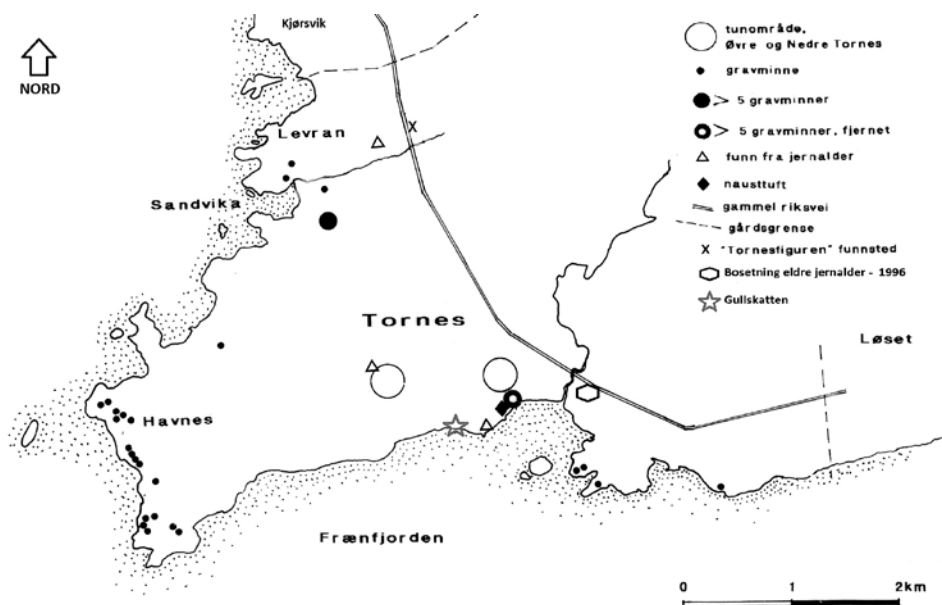 Kjørsvik
NORD
Levran
Sandvika
Tornes
Løset
Havnes
Frænfjorden
tunområde,
Øvre og Nedre Tornes
gravminne
> 5 gravminner
> 5 gravminner, fjernet
funn fra jernalder
nausttuft
gammel riksvei
gårdsgrense
X "Tornesfiguren" funnsted
Bosetning eldre jernalder - 1996
Gullskatten
X
0 1 2km